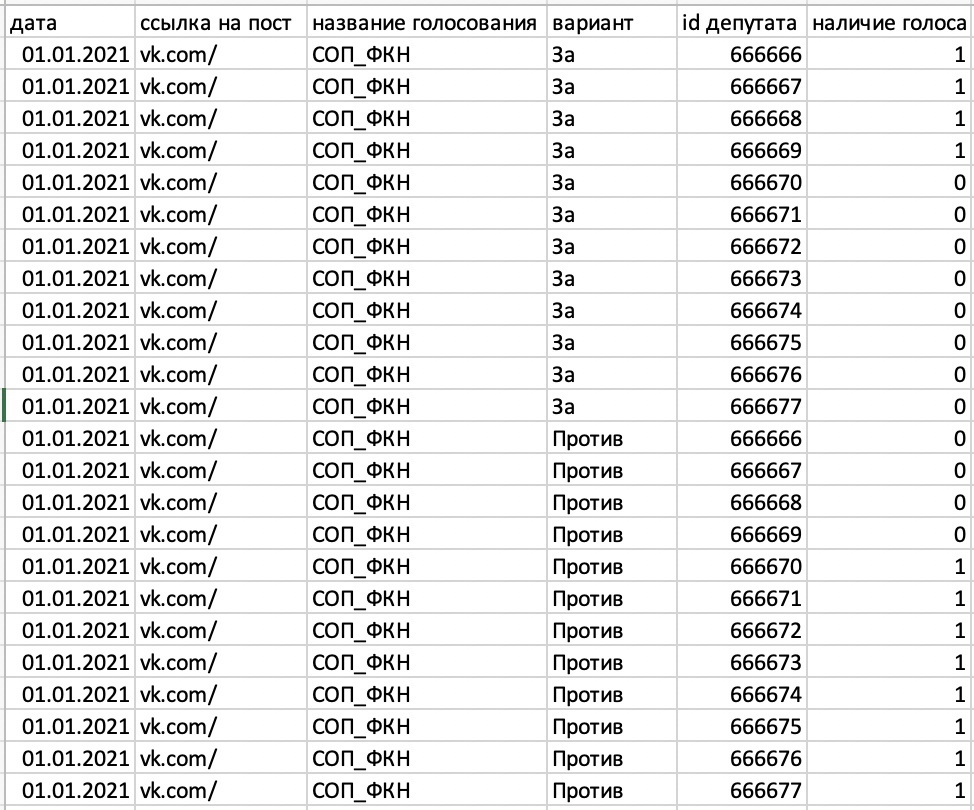 дата ссылка на пост название голосования вариант id депутата наличие голоса
01.01.2021 vk.com/ СОП_ФКН За 666666 1
01.01.2021 vk.com/ СОП_ФКН За 666667 1
01.01.2021 vk.com/ СОП_ФКН За 666668 1
01.01.2021 vk.com/ СОП_ФКН За 666669 1
01.01.2021 vk.com/ СОП_ФКН За 666670 0
01.01.2021 vk.com/ СОП_ФКН За 666671 0
01.01.2021 vk.com/ СОП_ФКН За 666672 0
01.01.2021 vk.com/ СОП_ФКН За 666673 0
01.01.2021 vk.com/ СОП_ФКН За 666674 0
01.01.2021 vk.com/ СОП_ФКН За 666675 0
01.01.2021 vk.com/ СОП_ФКН За 666676 0
01.01.2021 vk.com/ СОП_ФКН За 666677 0
01.01.2021 vk.com/ СОП_ФКН Против 666666 0
01.01.2021 vk.com/ СОП_ФКН Против 666667 0
01.01.2021 vk.com/ СОП_ФКН Против 666668 0
01.01.2021 vk.com/ СОП_ФКН Против 666669 0
01.01.2021 vk.com/ СОП_ФКН Против 666670 1
01.01.2021 vk.com/ СОП_ФКН Против 666671 1
01.01.2021 vk.com/ СОП_ФКН Против 666672 1
01.01.2021 vk.com/ СОП_ФКН Против 666673 1
01.01.2021 vk.com/ СОП_ФКН Против 666674 1
01.01.2021 vk.com/ СОП_ФКН Против 666675 1
01.01.2021 vk.com/ СОП_ФКН Против 666676 1
01.01.2021 vk.com/ СОП_ФКН Против 666677 1